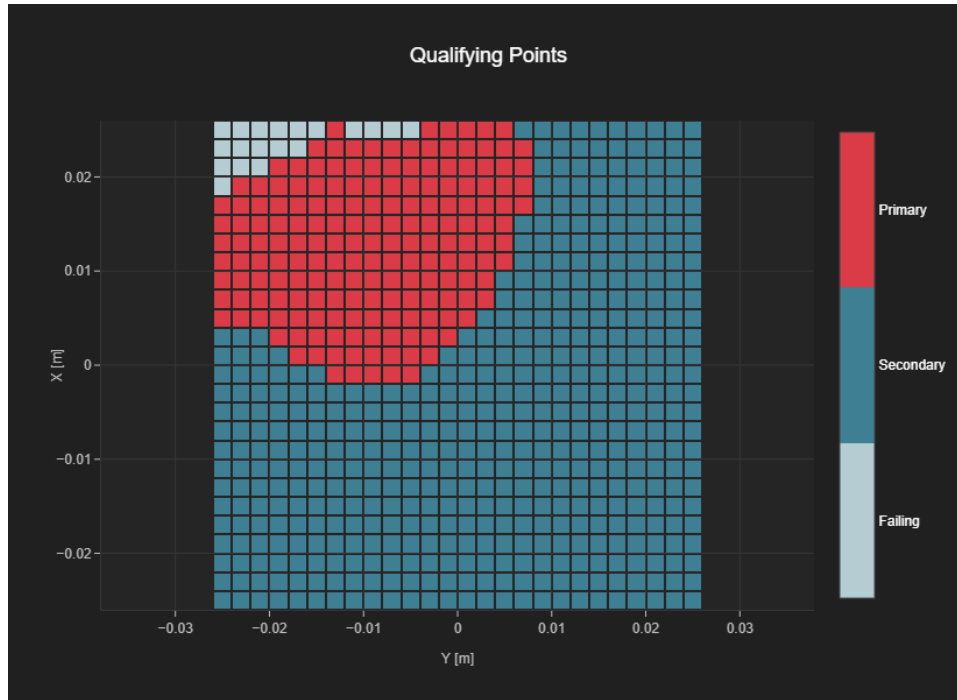 Qualifying Points
0.02
0.01
0
−0.01
−0.02
X [m]
−0.03
−0.02
−0.01
0
0.01
0.02
0.03
Y [m]
Primary
Secondary
Failing